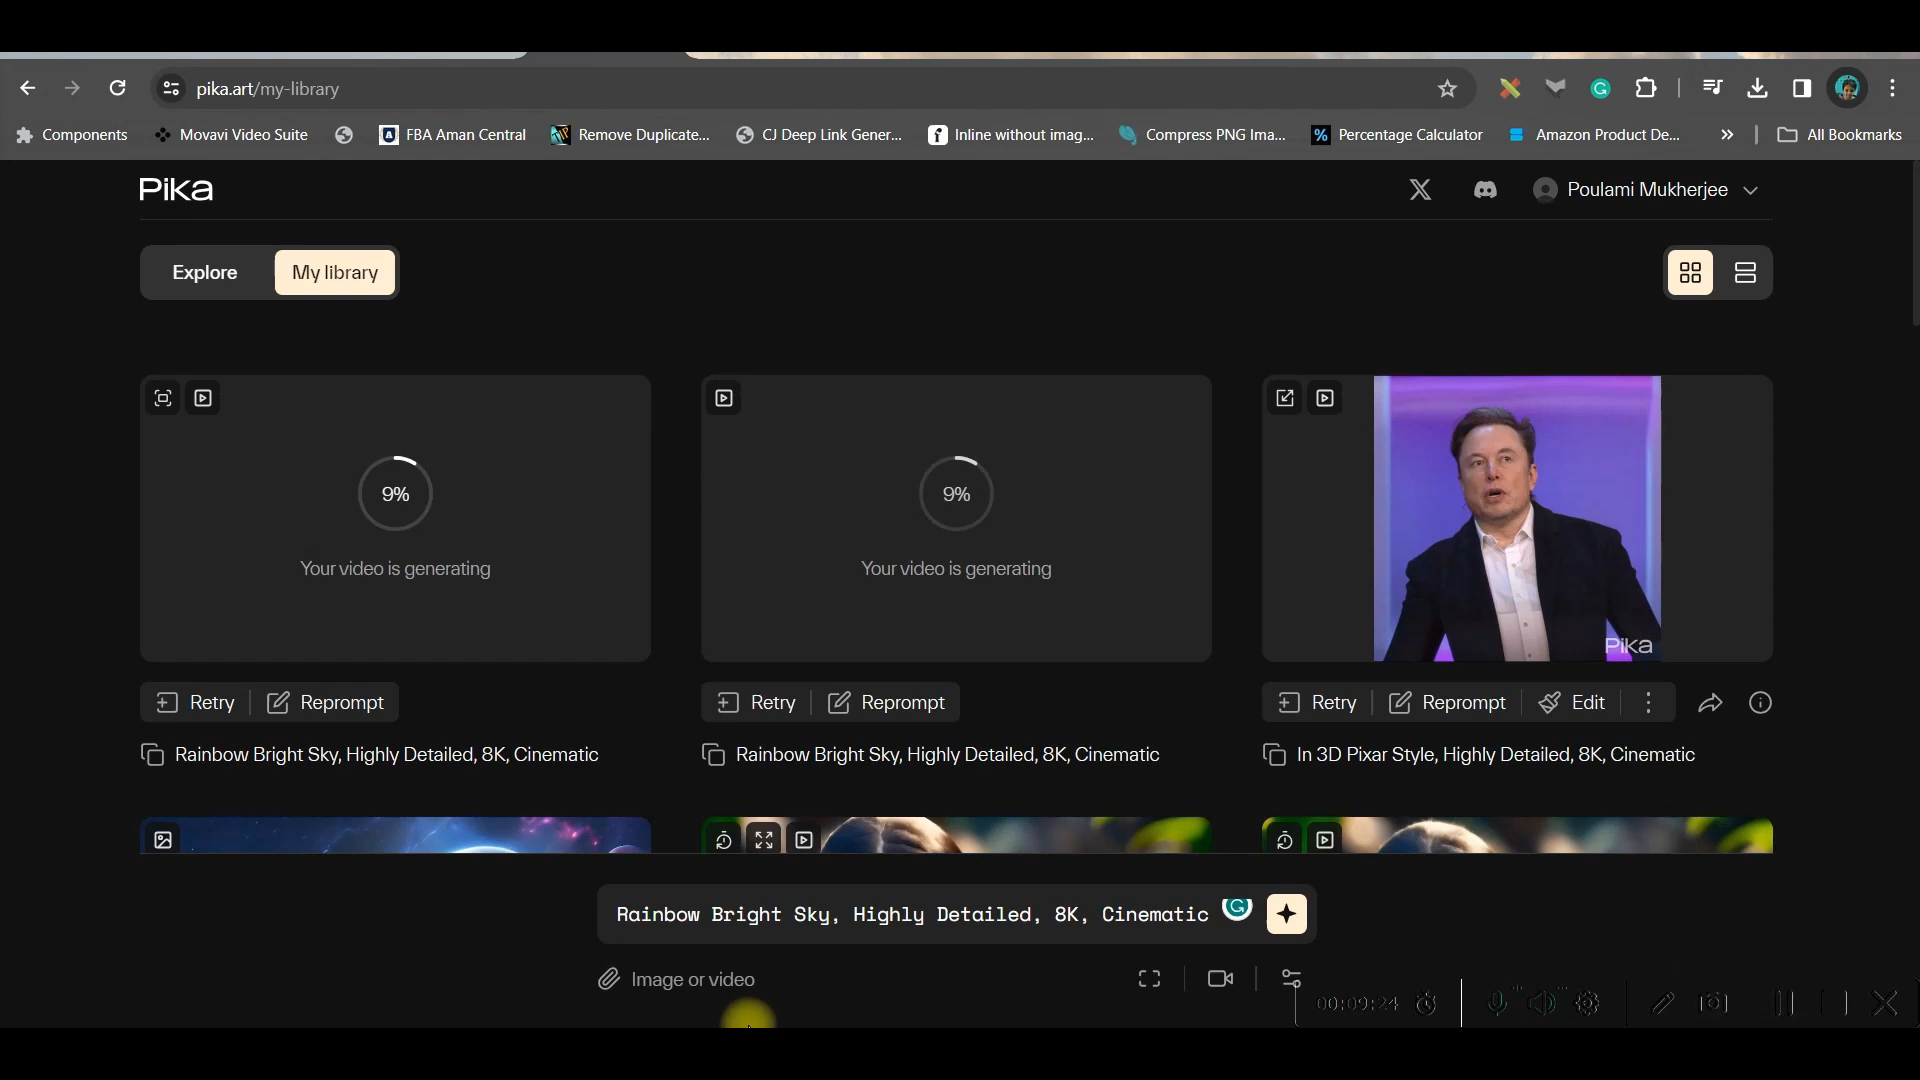 pika.art/my-library
Components
Movavi Video Suite
FBA Aman Central
Remove Duplicate...
CJ Deep Link Gener...
Inline without imag...
Compress PNG Ima...
Percentage Calculator
Amazon Product De...
All Bookmarks
Pika
Poulami Mukherjee
Explore
My library
9%
Your video is generating
9%
Your video is generating
Pika
Retry
Reprompt
Retry
Reprompt
Retry
Reprompt
Edit
Rainbow Bright Sky, Highly Detailed, 8K, Cinematic
Rainbow Bright Sky, Highly Detailed, 8K, Cinematic
In 3D Pixar Style, Highly Detailed, 8K, Cinematic
Rainbow Bright Sky, Highly Detailed, 8K, Cinematic
Image or video
00:09:24